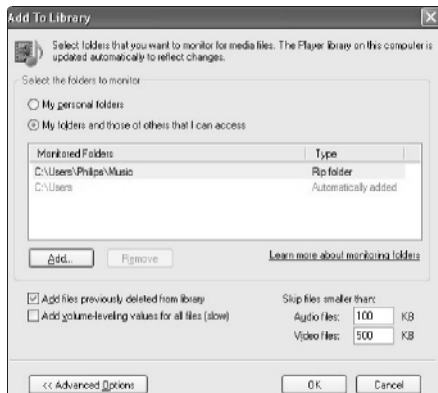 Add To Library
Select folders that you want to monitor for media files. The Player library on this computer is
updated automatically to reflect changes.
Select the folders to monitor
My personal folders
My folders and those of others that I can access
Monitored Folders Type
C:\Users\Philips\Music Rip folder
C:\Users Automatically added
Add... Remove Learn more about monitoring folders
Add files previously deleted from library Skip files smaller than:
Add volume-leveling values for all files (slow) Audio files: 100 KB
Video files: 500 KB
<< Advanced Options OK Cancel